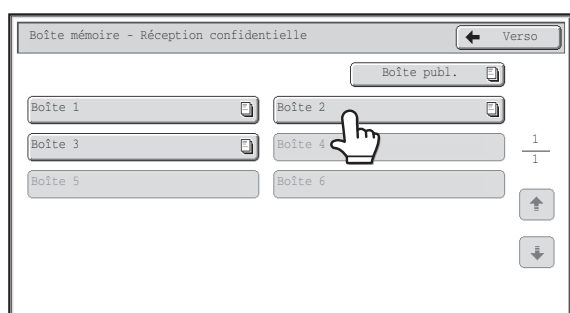 Boîte mémoire - Réception confidentielle
Verso
Boîte publ.
Boîte 1
Boîte 2
Boîte 3
Boîte 4
1
1
Boîte 5
Boîte 6